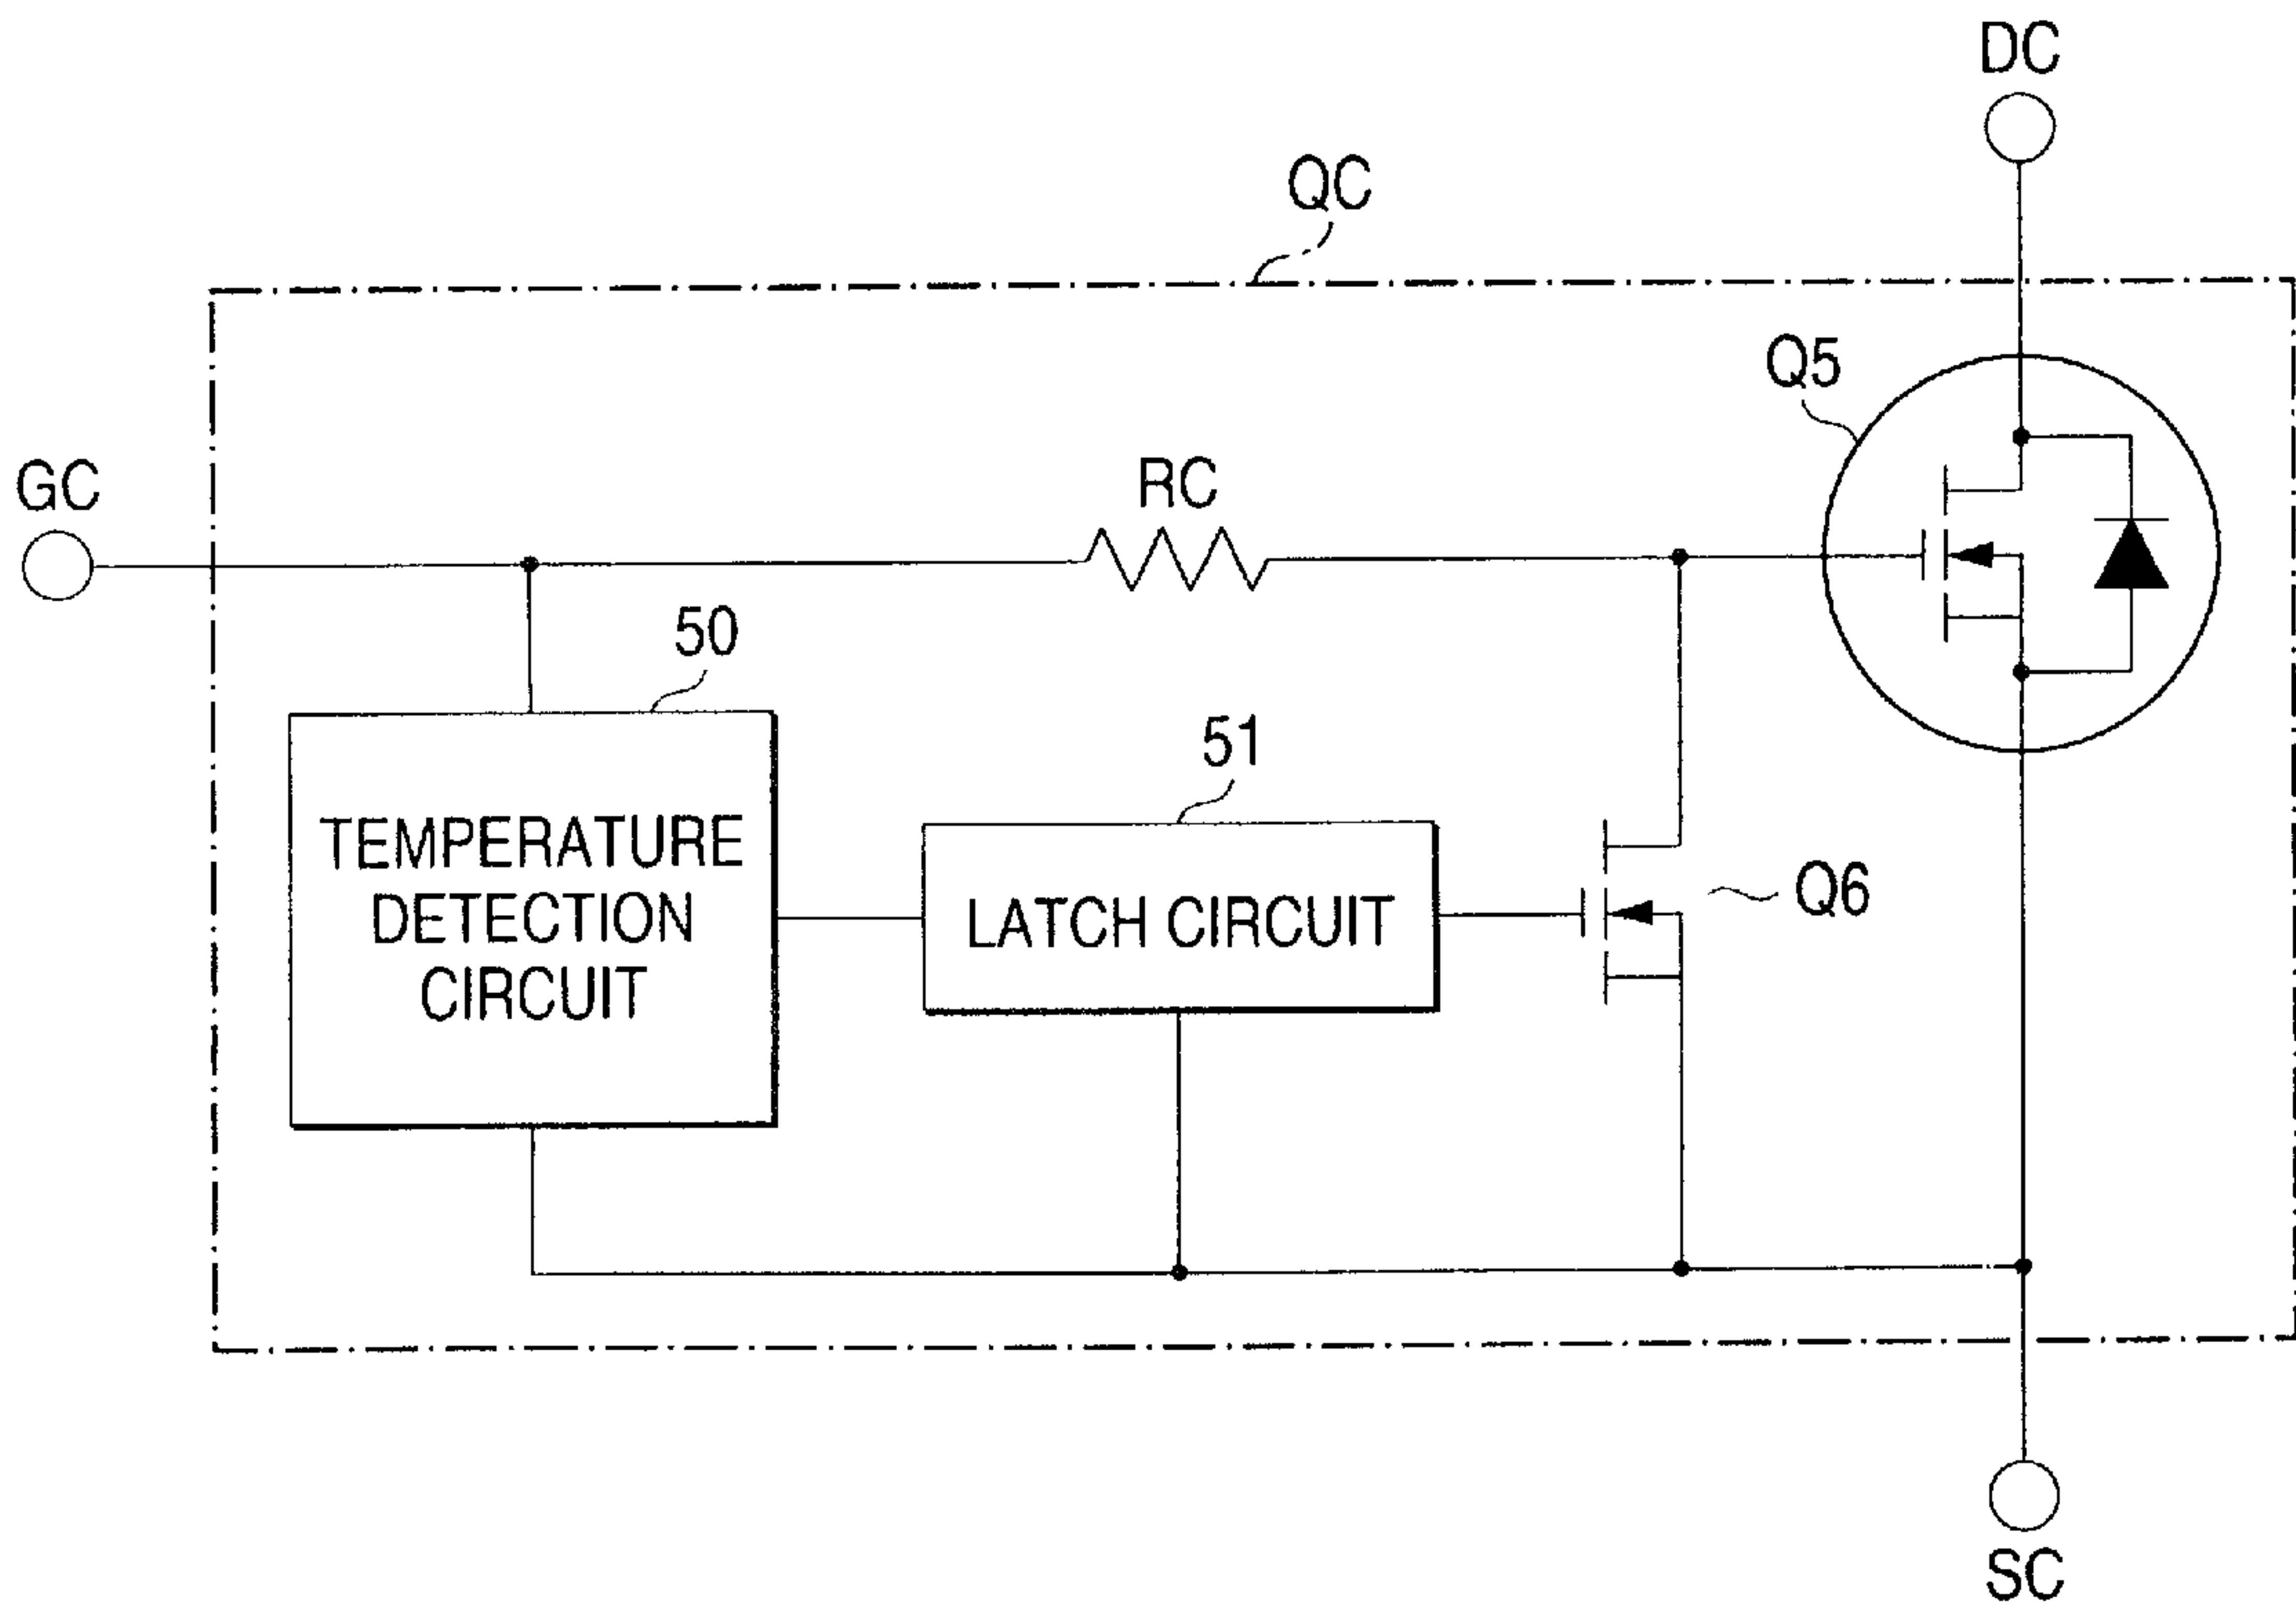 DC
QC
Q5
GC
RC
50
51
TEMPERATURE
DETECTION
CIRCUIT
LATCH CIRCUIT
Q6
SC